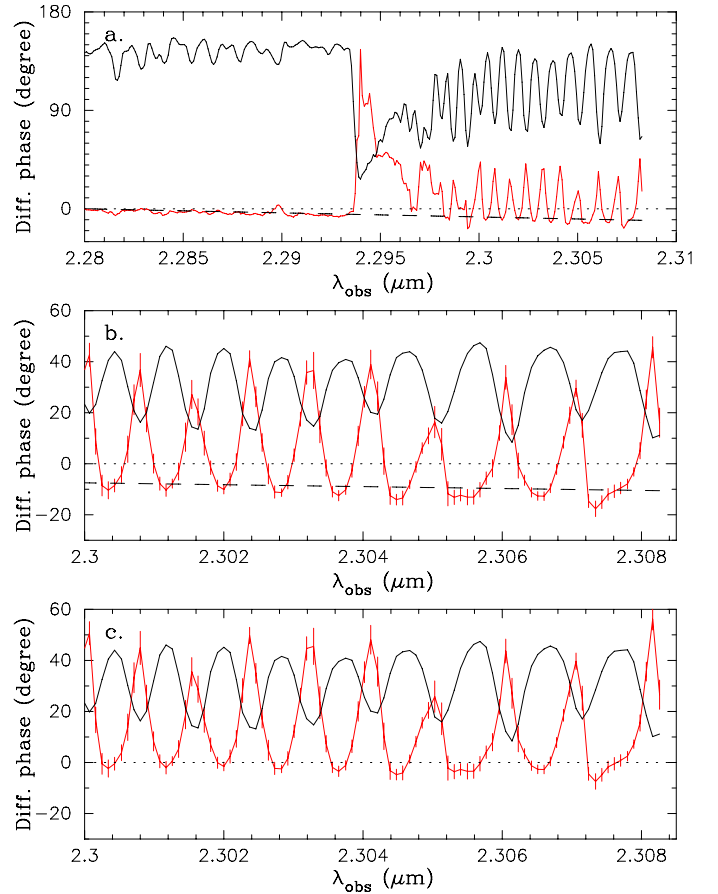 180
a.
90
0
Diff. phase (degree)
2.28 2.285 2.29 2.295 2.3 2.305 2.31
λobs (μm)
60
b.
40
20
0
−20
Diff. phase (degree)
2.3 2.302 2.304 2.306 2.308
λobs (μm)
60
c.
40
20
0
−20
Diff. phase (degree)
2.3 2.302 2.304 2.306 2.308
λobs (μm)